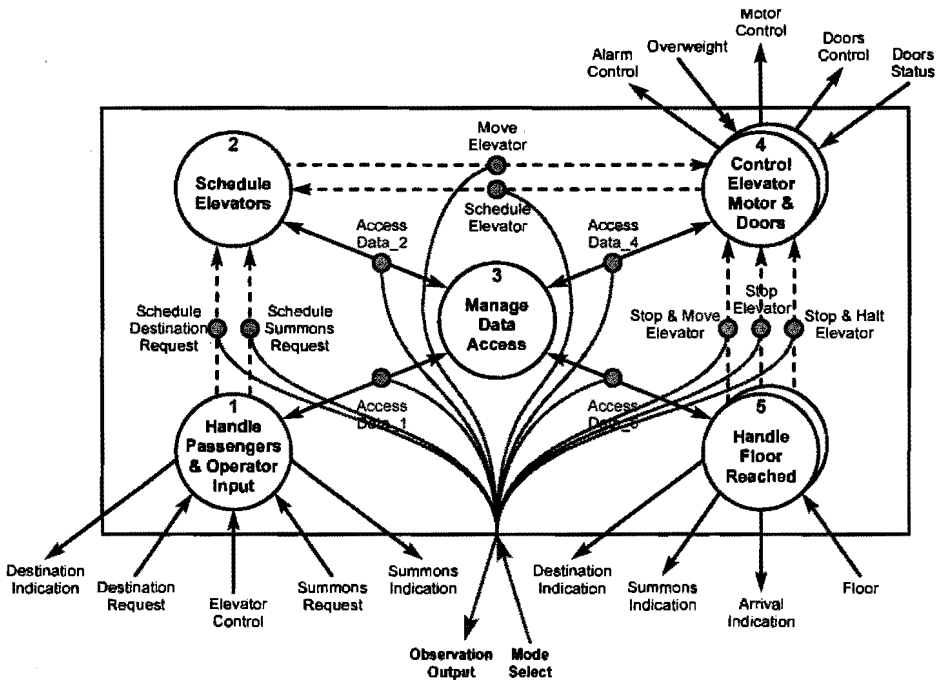 Motor
Control
Alarm
Control
Overweight
Doors
Control
Doors
Status
2
Schedule
Elevators
Move
Elevator
Schedule
Elevator
4
Control
Elevator
Motor &
Doors
Access
Data_2
Access
Data_4
3
Manage
Data
Access
Schedule
Destination
Request
Schedule
Summons
Request
Stop & Move
Elevator
Stop
Elevator
Stop & Halt
Elevator
Access
Data_1
Access
1
Handle
Passengers
& Operator
Input
5
Handle
Floor
Reached
Destination
Indication
Destination
Request
Elevator
Control
Summons
Request
Summons
Indication
Destination
Indication
Summons
Indication
Arrival
Indication
Floor
Observation
Output
Mode
Select